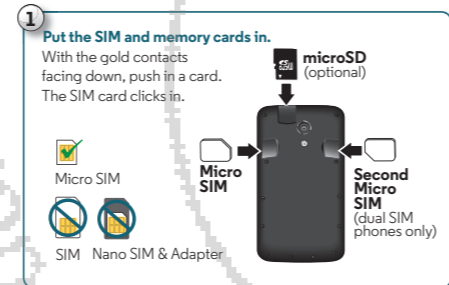 1
Put the SIM and memory cards in.
With the gold contacts
facing down, push in a card.
The SIM card clicks in.
microSD
(optional)
Micro
SIM
Second
Micro
SIM
(dual SIM
phones only)
Micro SIM
SIM
Nano SIM & Adapter